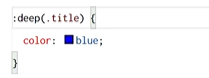 :deep(.title) {
color: blue;
}